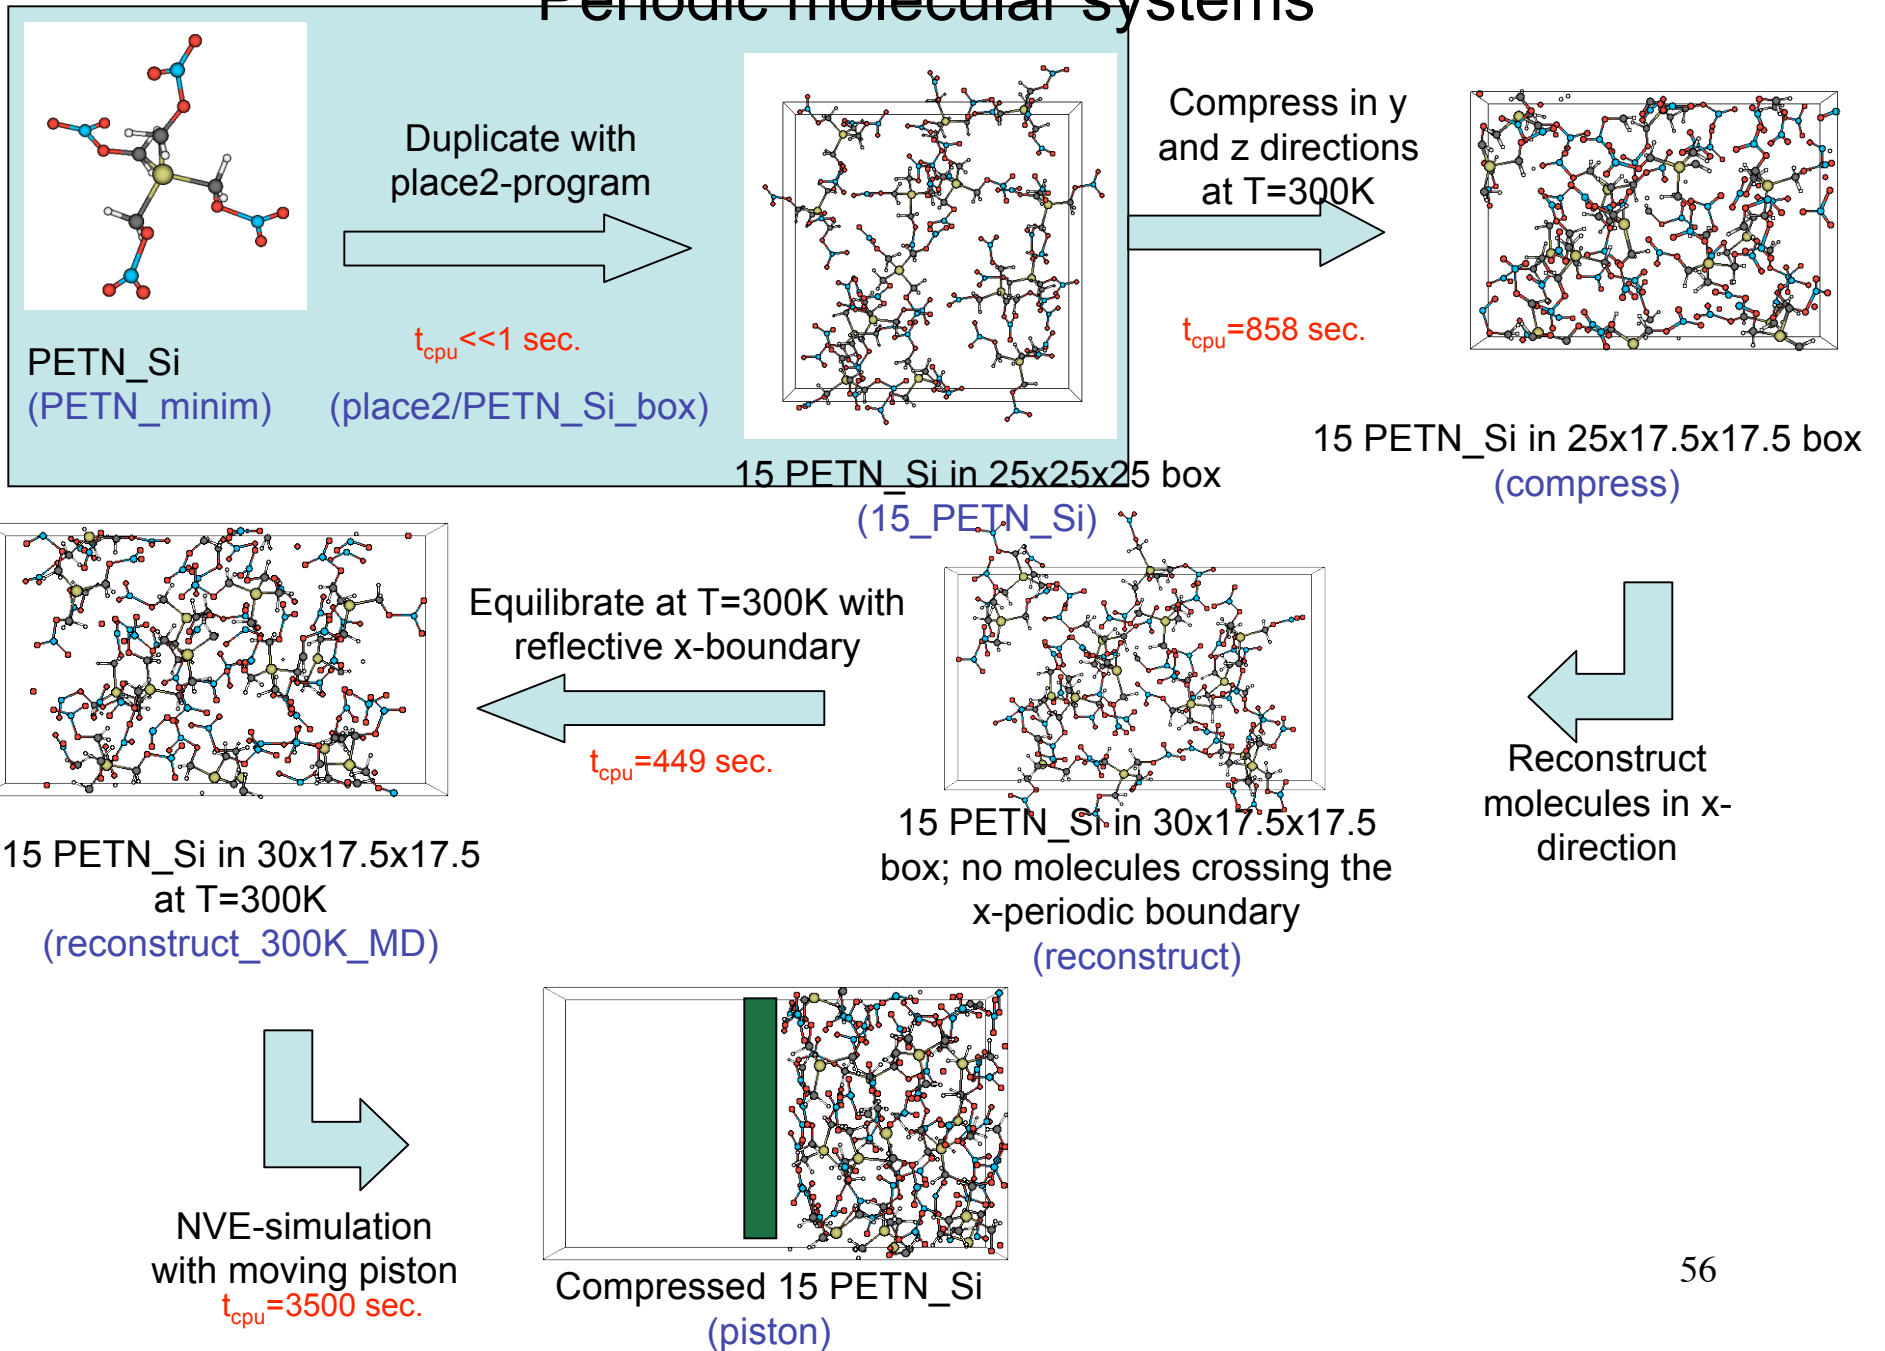 Periodic molecular systems
Duplicate with
place2-program
t_cpu<<1 sec.
PETN_Si
(PETN_minim)
(place2/PETN_Si_box)
15 PETN_Si in 25x25x25 box
(15_PETN_Si)
Compress in y
and z directions
at T=300K
t_cpu=858 sec.
15 PETN_Si in 25x17.5x17.5 box
(compress)
Reconstruct
molecules in x-
direction
15 PETN_Si in 30x17.5x17.5
box; no molecules crossing the
x-periodic boundary
(reconstruct)
Equilibrate at T=300K with
reflective x-boundary
t_cpu=449 sec.
15 PETN_Si in 30x17.5x17.5
at T=300K
(reconstruct_300K_MD)
NVE-simulation
with moving piston
t_cpu=3500 sec.
Compressed 15 PETN_Si
(piston)
56